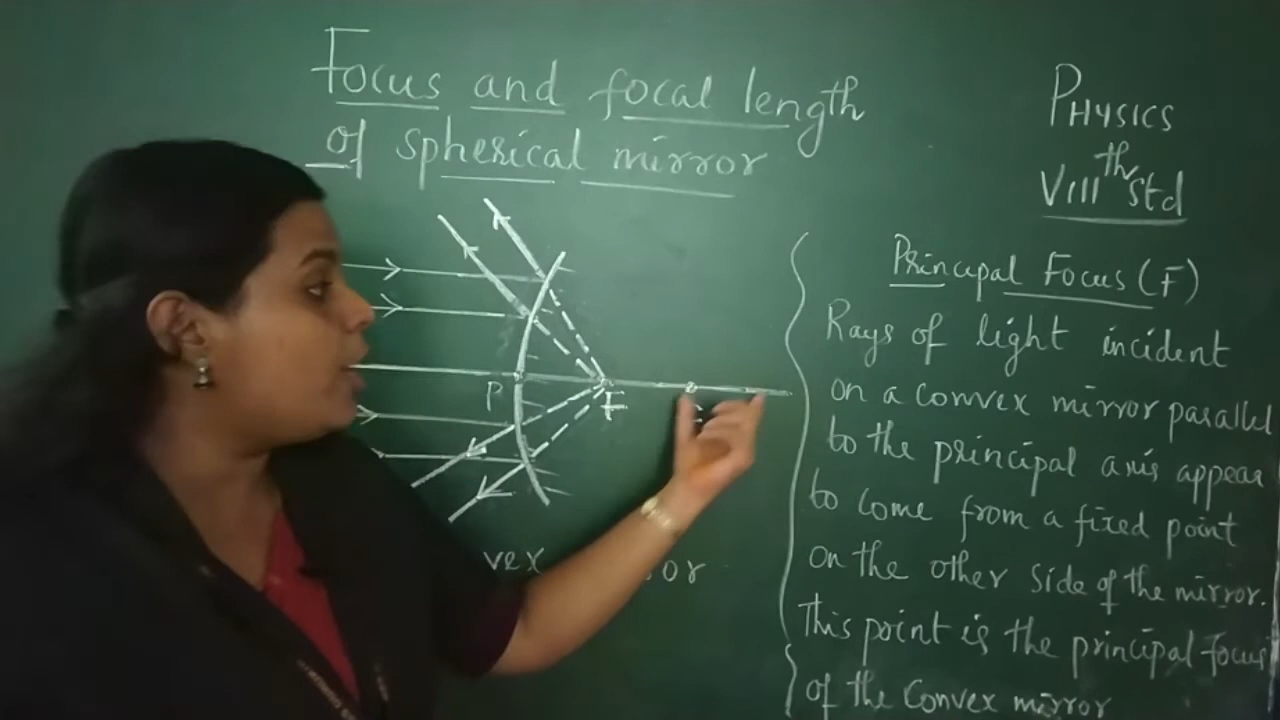 Focus and focal length
of spherical mirror
PHYSICS
VIIIth Std
Principal Focus (F)
Rays of light incident
on a convex mirror parallel
to the principal axis appear
to come from a fixed point
on the other side of the mirror.
This point is the principal focus
of the convex mirror
P
F
vex
or